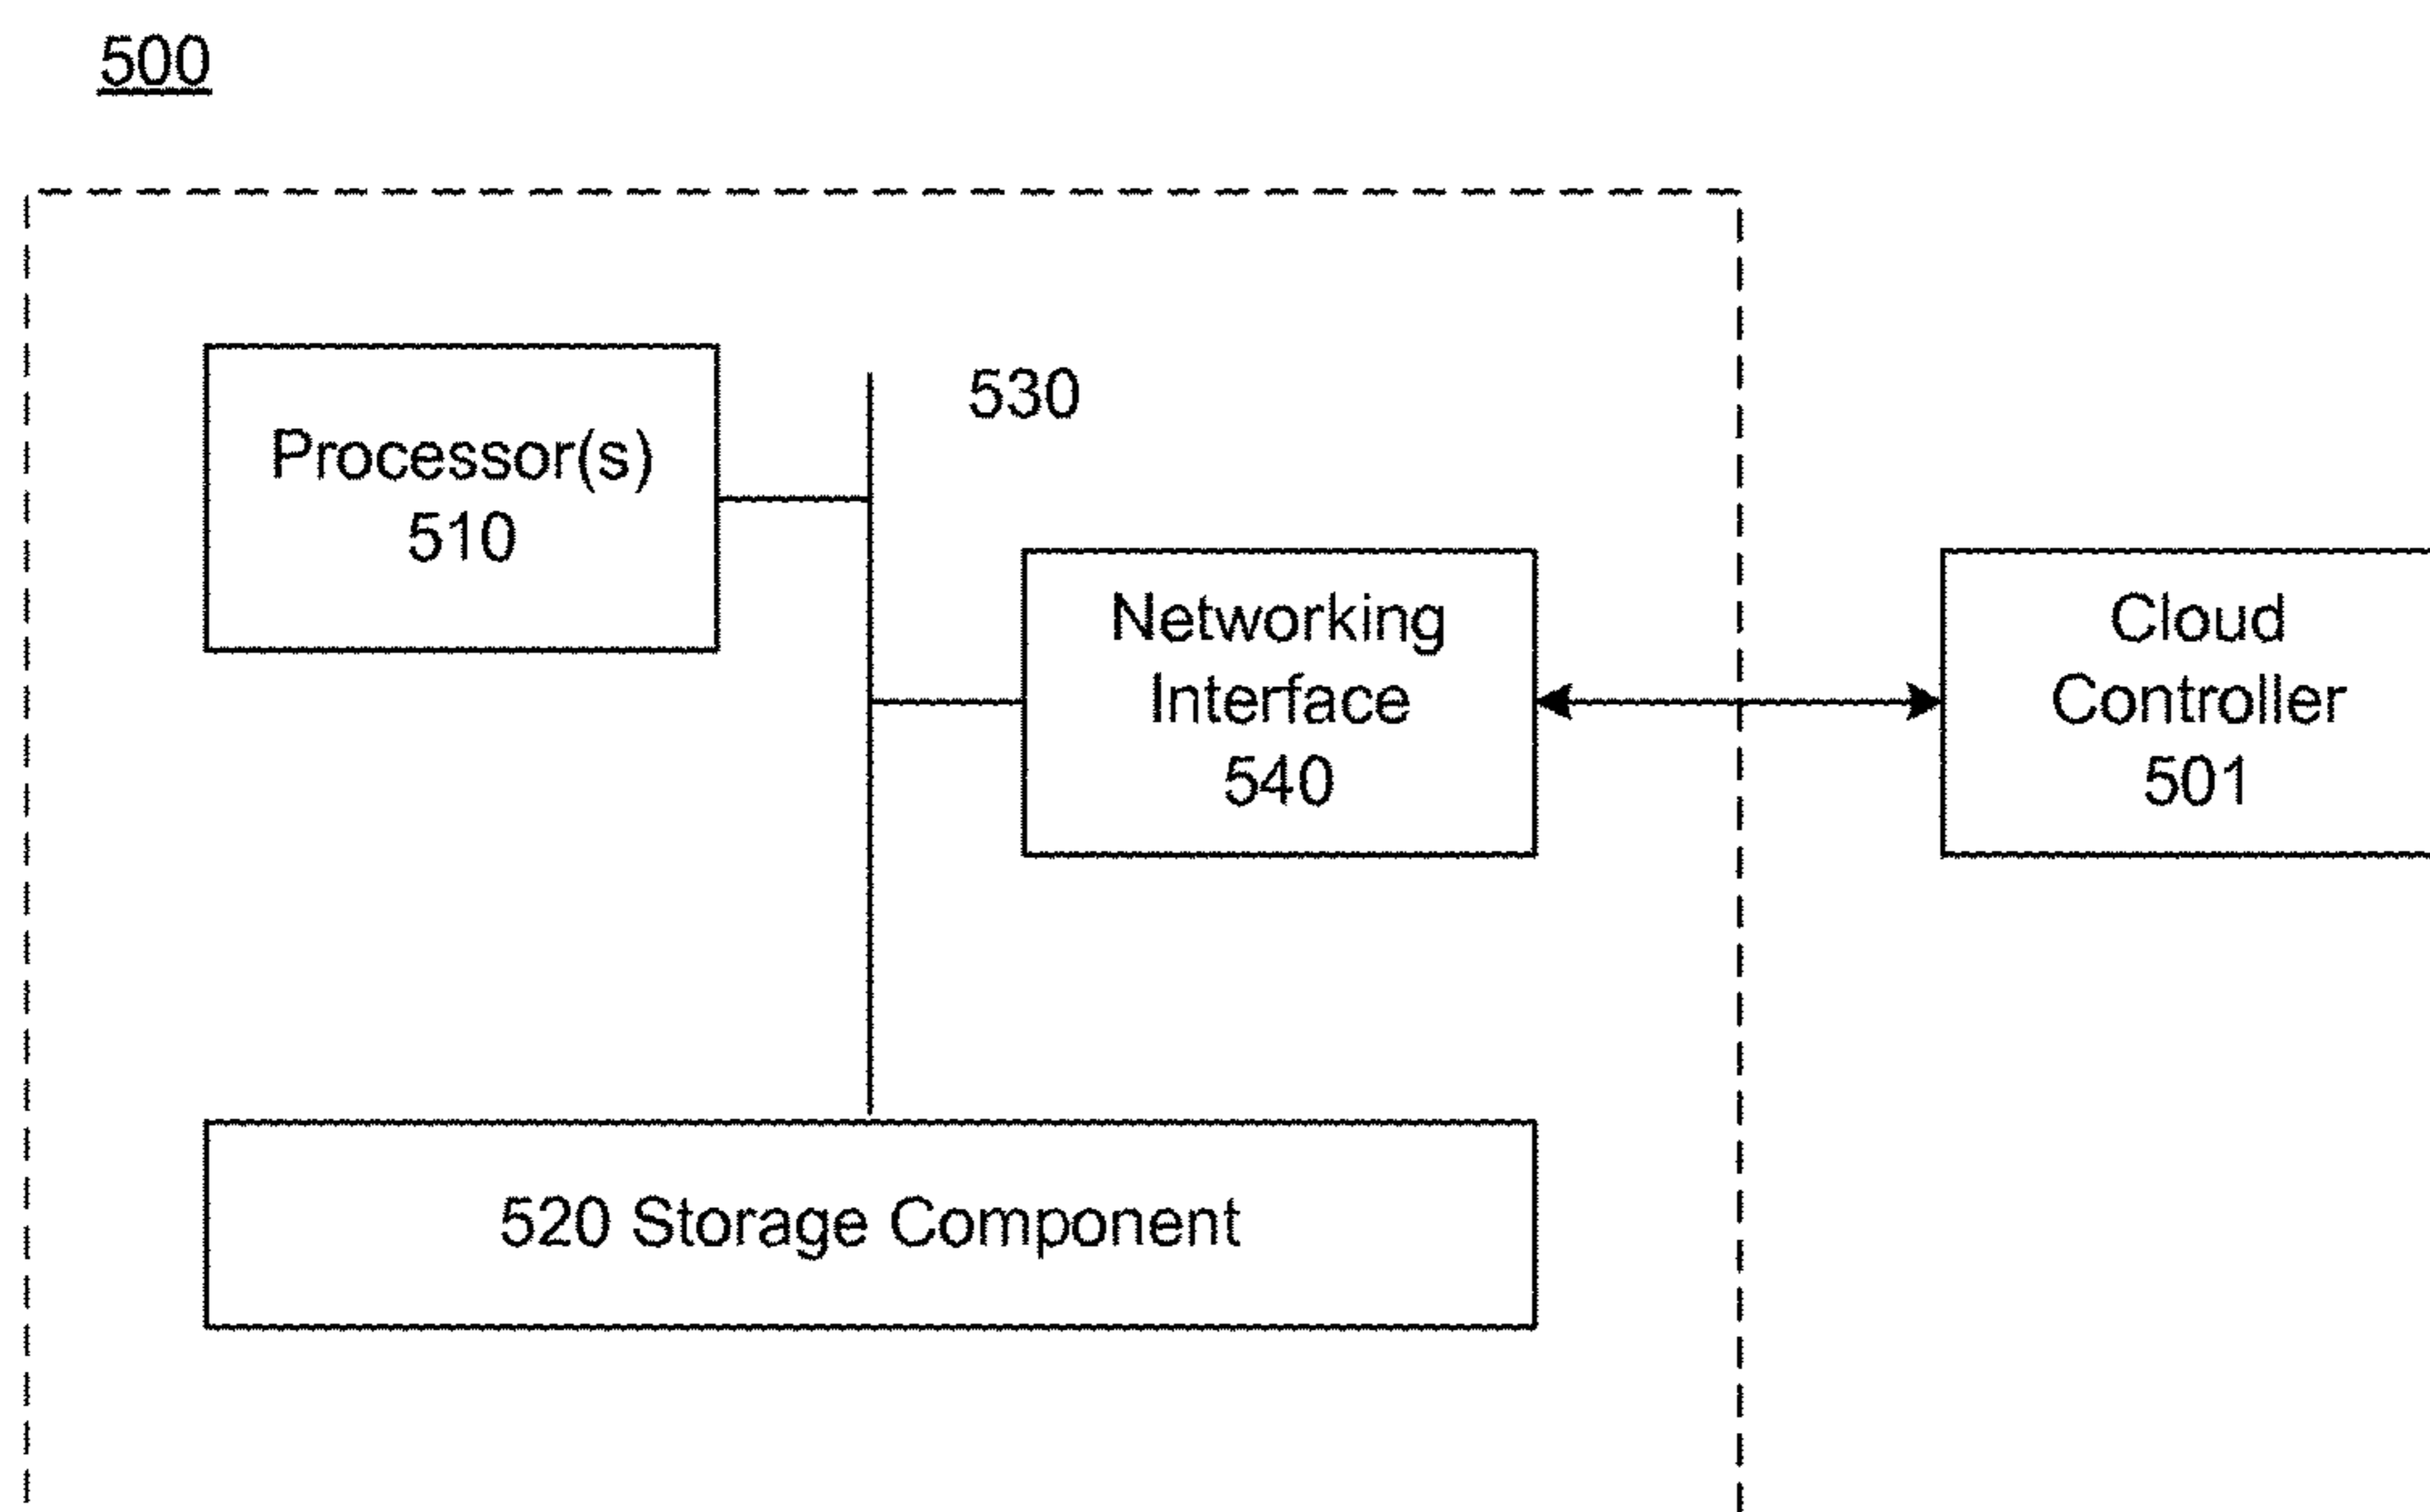 500
Processor(s)
510
530
Networking
Interface
540
Cloud
Controller
501
520 Storage Component